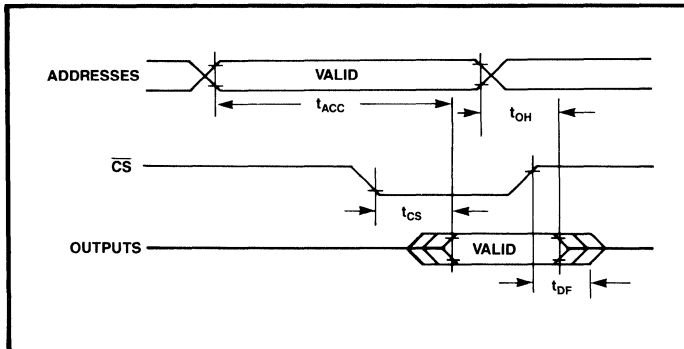 ADDRESSES
VALID
tACC
tOH
CS
tCS
OUTPUTS
VALID
tDF